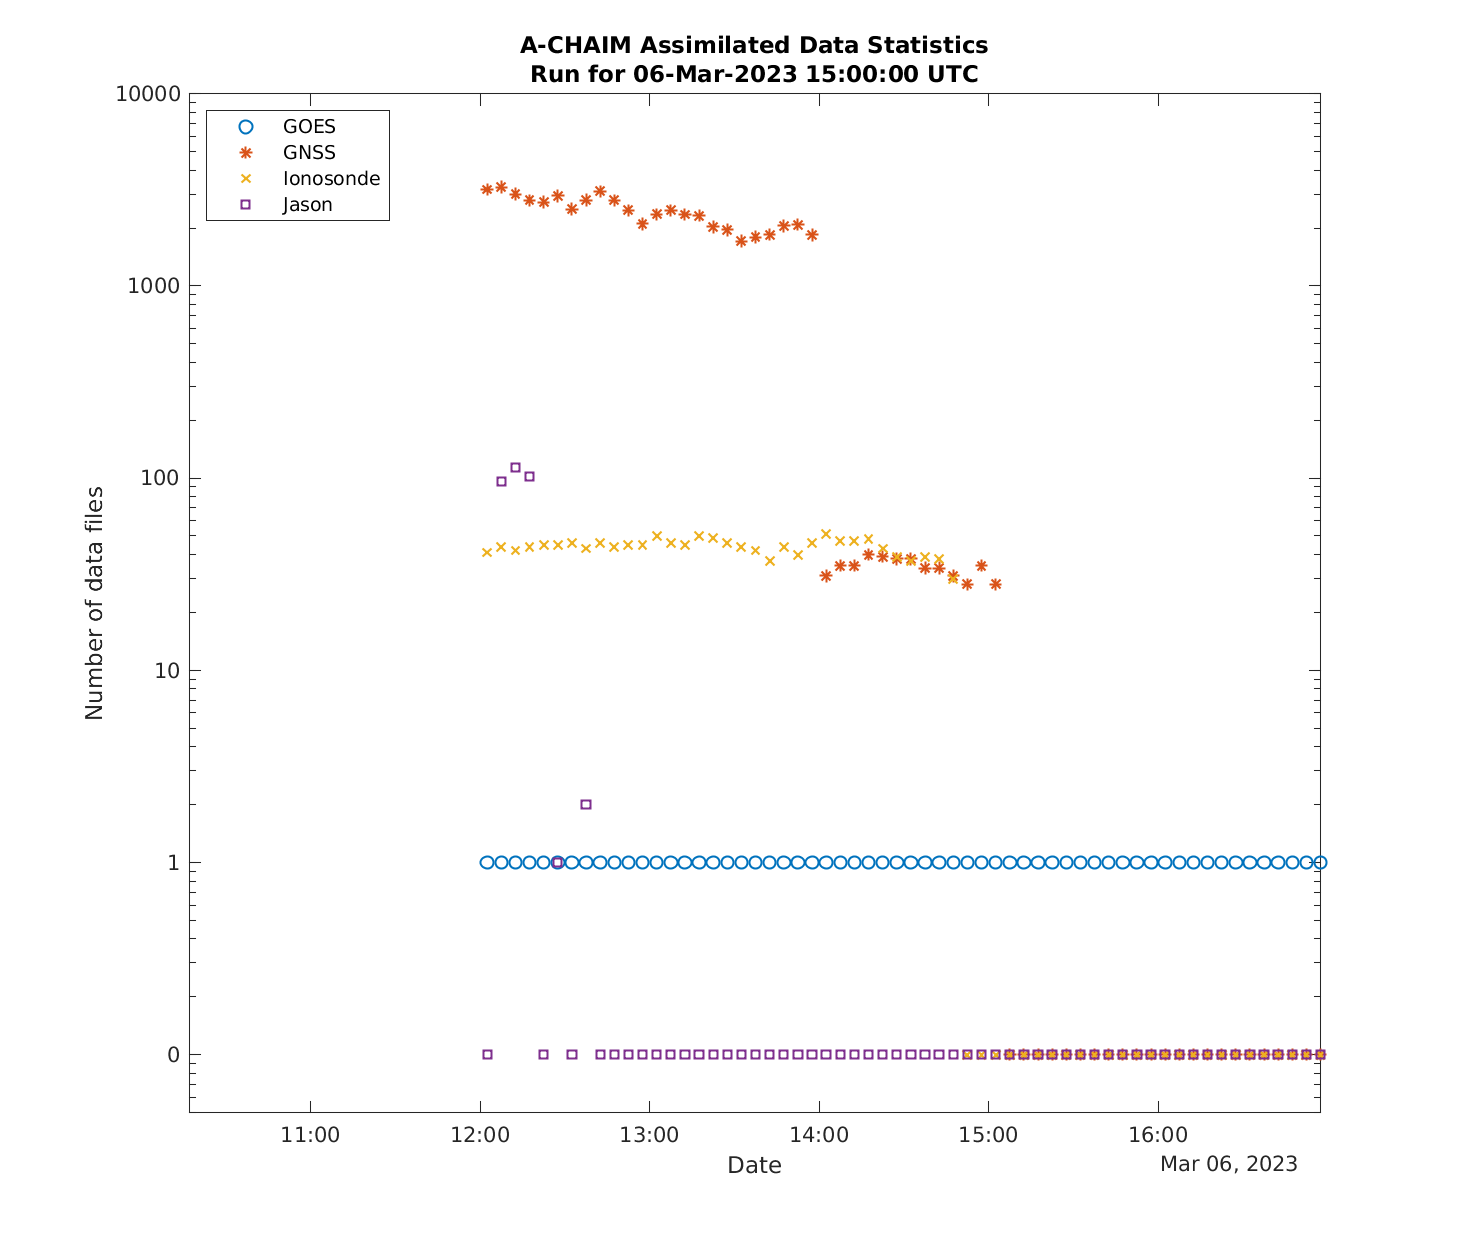 A-CHAIM Assimilated Data Statistics
Run for 06-Mar-2023 15:00:00 UTC
GOES
GNSS
Ionosonde
Jason
Number of data files
10000
1000
100
10
1
0
11:00 12:00 13:00 14:00 15:00 16:00
Date
Mar 06, 2023